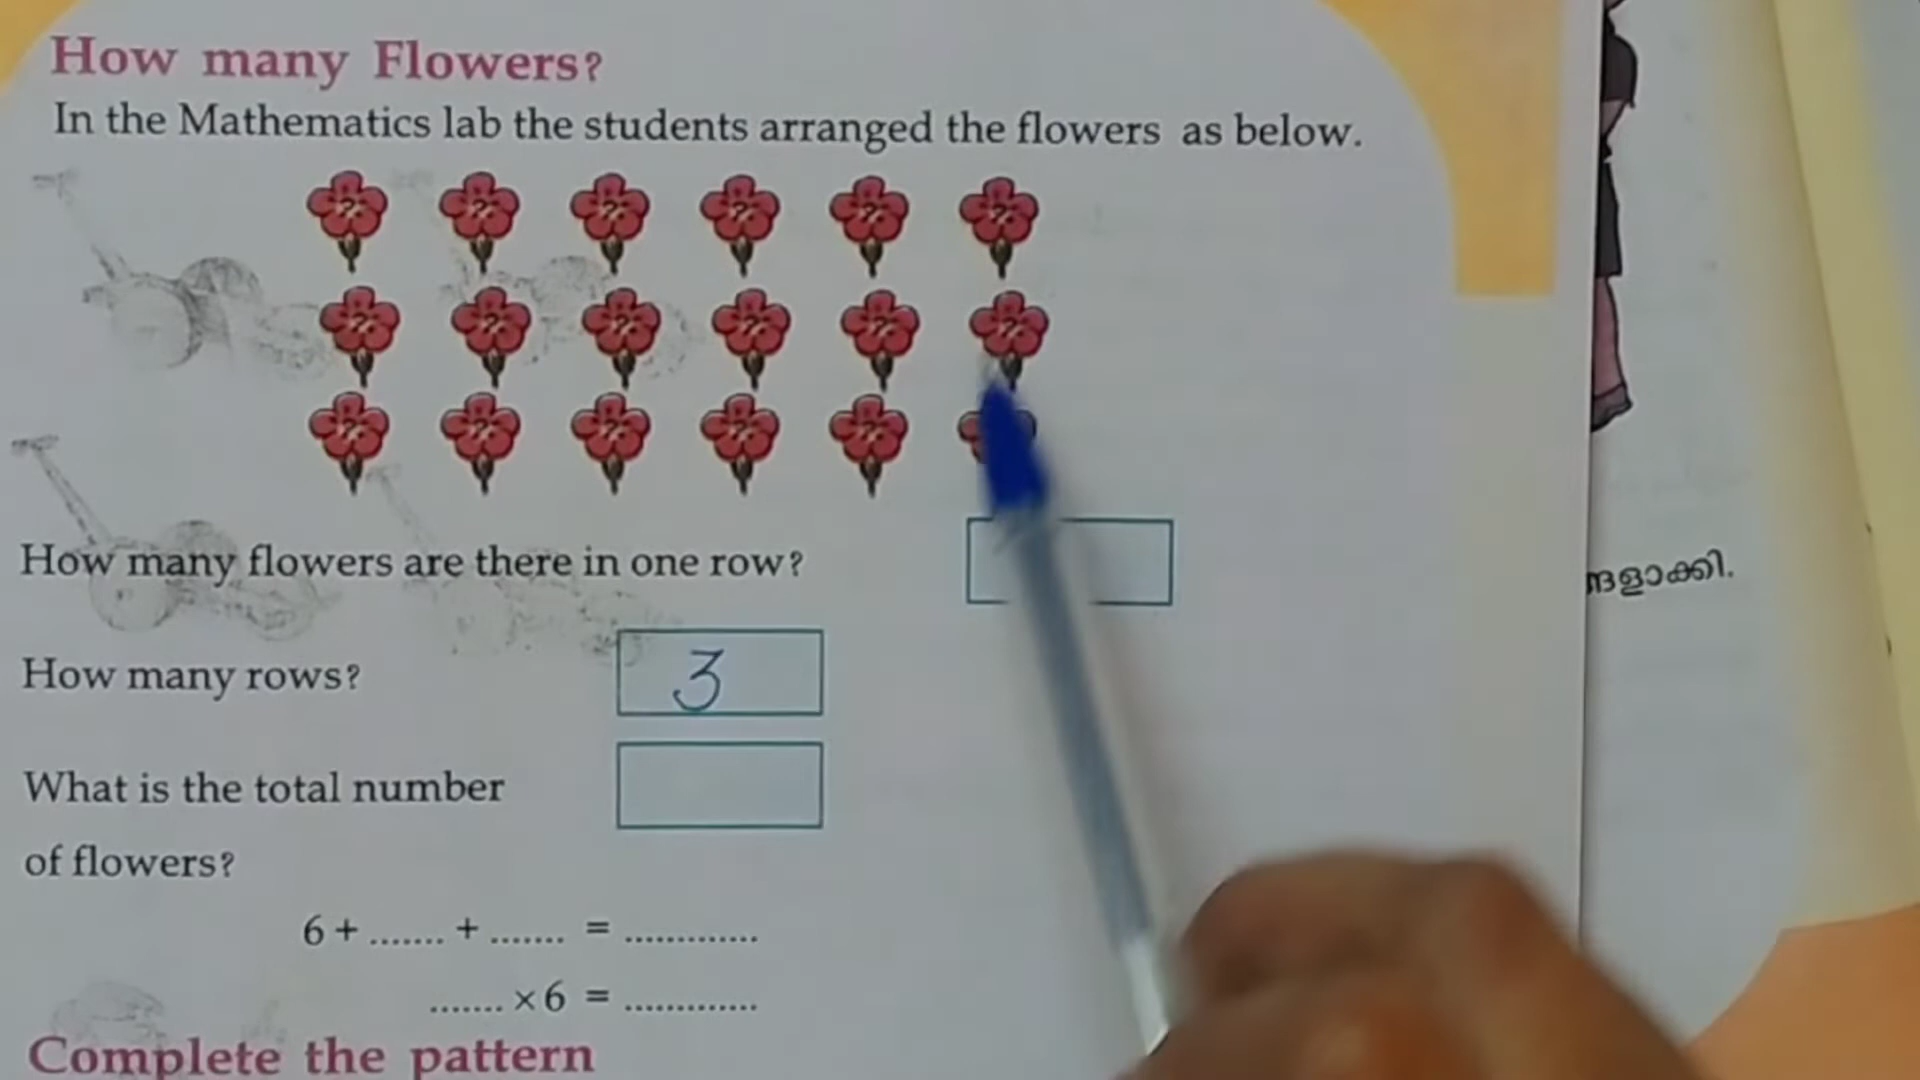 How many Flowers?
In the Mathematics lab the students arranged the flowers as below.
How many flowers are there in one row?
ങ്ങളാക്കി.
How many rows?
3
What is the total number
of flowers?
6 + ....... + ....... = .............
....... × 6 = .............
Complete the pattern